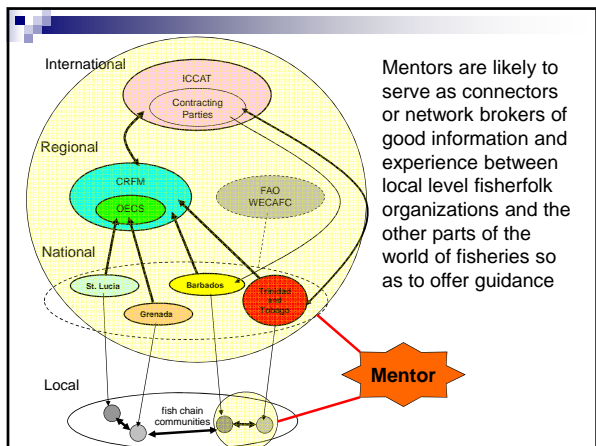 International
ICCAT
Contracting
Parties
Regional
CRFM
OECS
FAO
WECAFC
National
St. Lucia
Barbados
Trinidad
and
Tobago
Grenada
Local
fish chain
communities
Mentor
Mentors are likely to
serve as connectors
or network brokers of
good information and
experience between
local level fisherfolk
organizations and the
other parts of the
world of fisheries so
as to offer guidance